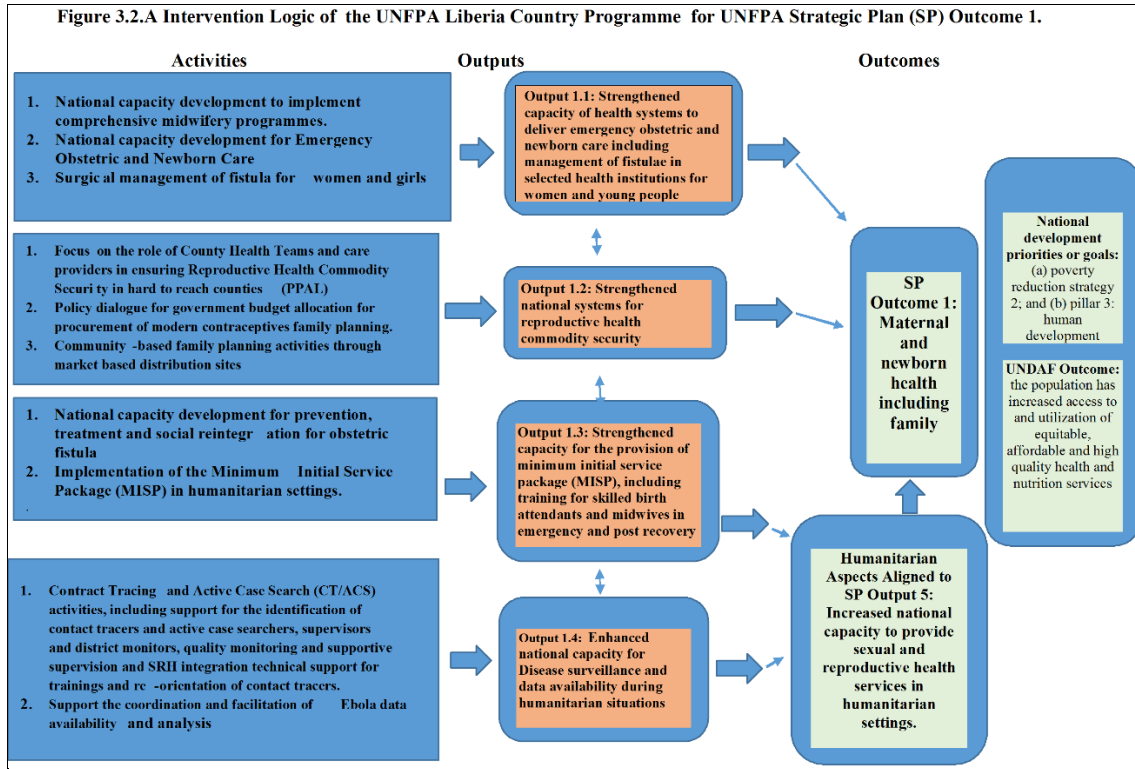 Figure 3.2.A Intervention Logic of the UNFPA Liberia Country Programme for UNFPA Strategic Plan (SP) Outcome 1.
Activities
Outputs
Outcomes
1. National capacity development to implement
comprehensive midwifery programmes.
2. National capacity development for Emergency
Obstetric and Newborn Care
3. Surgical management of fistula for women and girls
Output 1.1: Strengthened
capacity of health systems to
deliver emergency obstetric and
newborn care including
management of fistulae in
selected health institutions for
women and young people
1. Focus on the role of County Health Teams and care
providers in ensuring Reproductive Health Commodity
Security in hard to reach counties (PPAL)
2. Policy dialogue for government budget allocation for
procurement of modern contraceptives family planning.
3. Community -based family planning activities through
market based distribution sites
Output 1.2: Strengthened
national systems for
reproductive health
commodity security
1. National capacity development for prevention,
treatment and social reintegr ation for obstetric
fistula
2. Implementation of the Minimum Initial Service
Package (MISP) in humanitarian settings.
.
Output 1.3: Strengthened
capacity for the provision of
minimum initial service
package (MISP), including
training for skilled birth
attendants and midwives in
emergency and post recovery
1. Contract Tracing and Active Case Search (CT/ACS)
activities, including support for the identification of
contact tracers and active case searchers, supervisors
and district monitors, quality monitoring and supportive
supervision and SRII integration technical support for
trainings and rc -orientation of contact tracers.
2. Support the coordination and facilitation of Ebola data
availability and analysis
Output 1.4: Enhanced
national capacity for
Disease surveillance and
data availability during
humanitarian situations
SP
Outcome 1:
Maternal
and
newborn
health
including
family
Humanitarian
Aspects Aligned to
SP Output 5:
Increased national
capacity to provide
sexual and
reproductive health
services in
humanitarian
settings.
National
development
priorities or goals:
(a) poverty
reduction strategy
2; and (b) pillar 3:
human
development
UNDAF Outcome:
the population has
increased access to
and utilization of
equitable,
affordable and high
quality health and
nutrition services